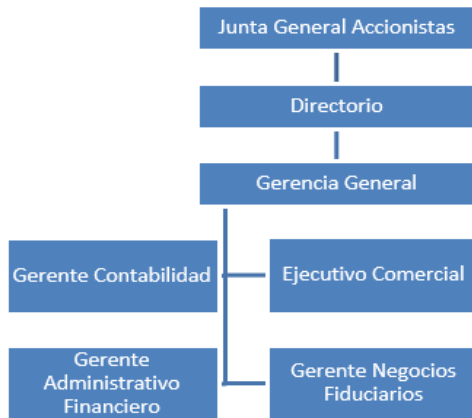 Junta General Accionistas
Directorio
Gerencia General
Gerente Contabilidad
Ejecutivo Comercial
Gerente
Administrativo
Financiero
Gerente Negocios
Fiduciarios